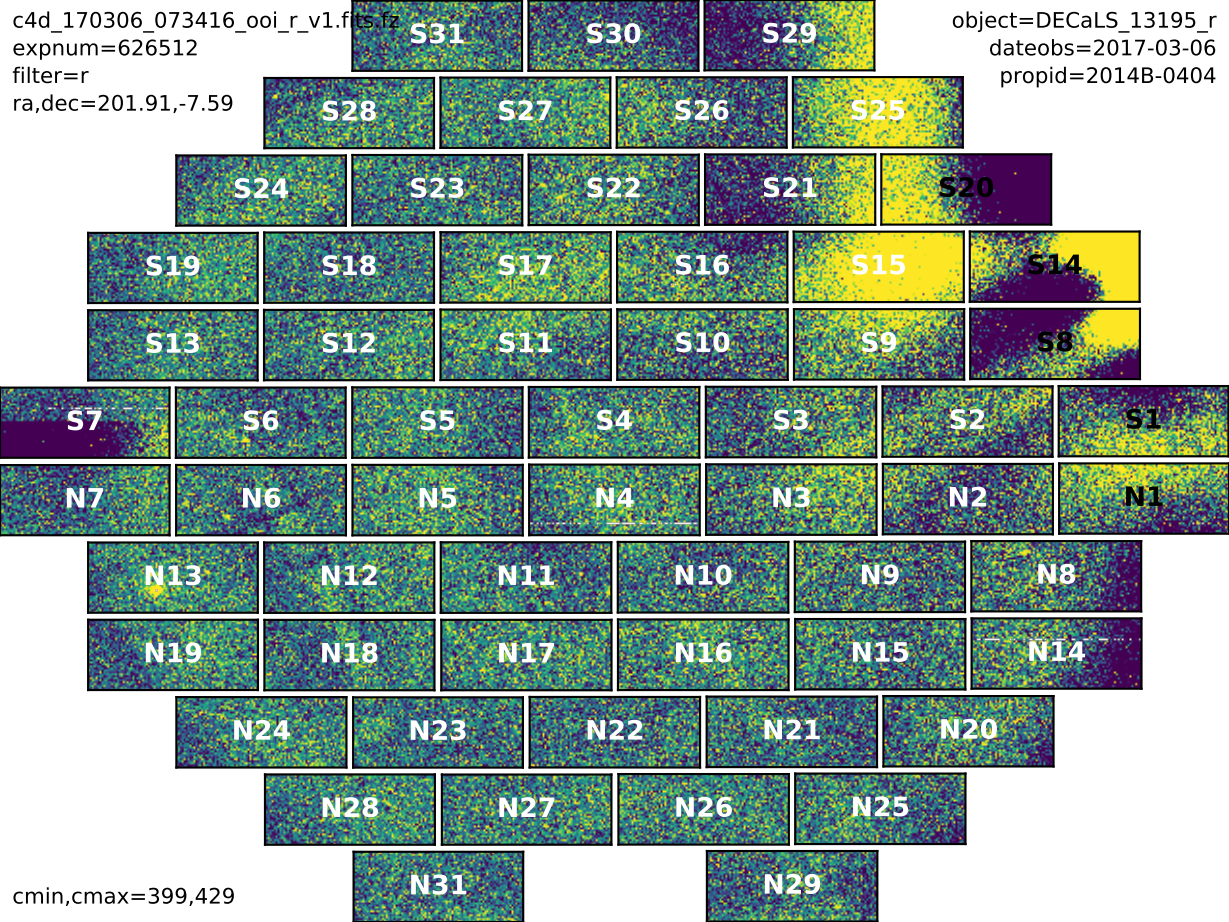 c4d_170306_073416_ooi_r_v1.fits.fz
expnum=626512
filter=r
ra,dec=201.91,-7.59
object=DECaLS_13195_r
dateobs=2017-03-06
propid=2014B-0404
S31 S30 S29
S28 S27 S26 S25
S24 S23 S22 S21 S20
S19 S18 S17 S16 S15 S14
S13 S12 S11 S10 S9 S8
S7 S6 S5 S4 S3 S2 S1
N7 N6 N5 N4 N3 N2 N1
N13 N12 N11 N10 N9 N8
N19 N18 N17 N16 N15 N14
N24 N23 N22 N21 N20
N28 N27 N26 N25
N31 N29
cmin,cmax=399,429